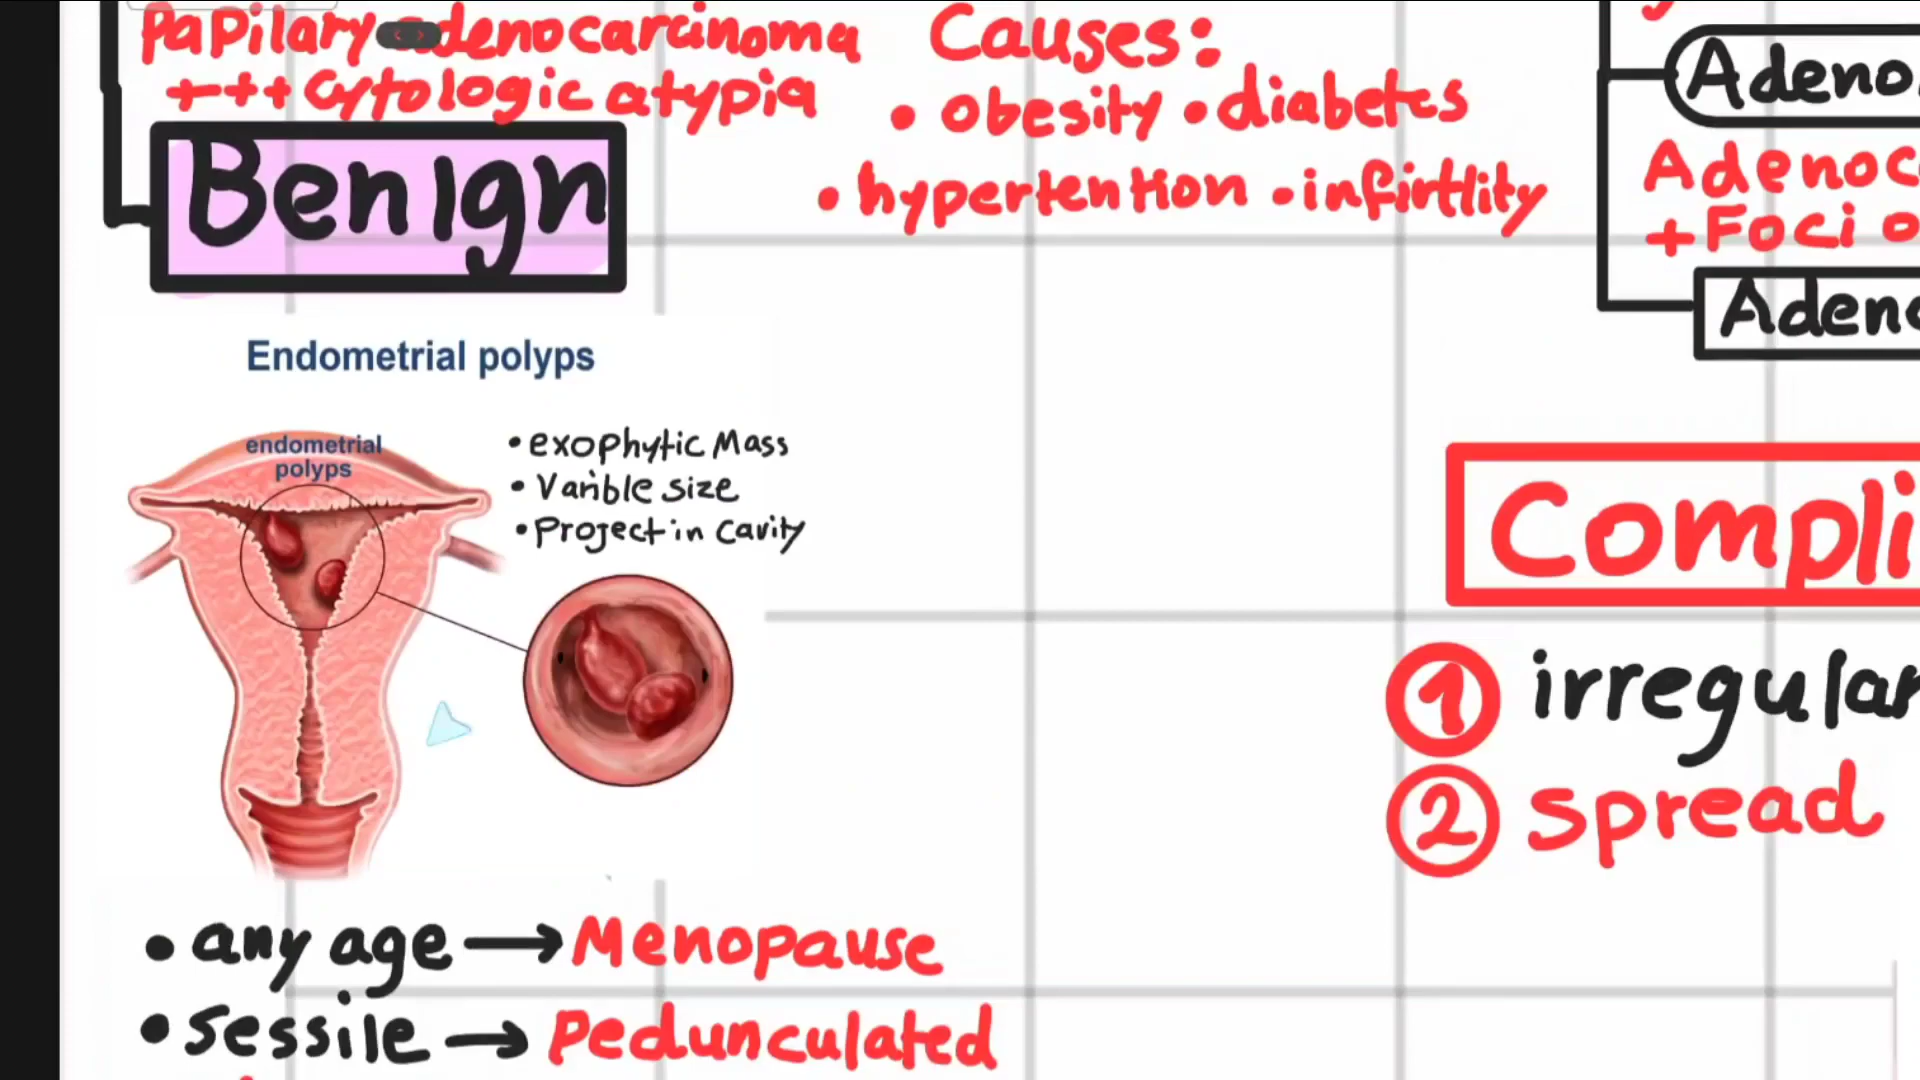 Papilary adenocarcinoma
+++ cytologic atypia
Benign
Causes:
• obesity • diabetes
• hypertention • infirtlity
Adeno
Adenoc
+ Foci o
Adeno
Endometrial polyps
endometrial
polyps
• exophytic Mass
• Varible size
• Project in cavity
Compli
1 irregular
2 spread
• any age → Menopause
• sessile → Pedunculated